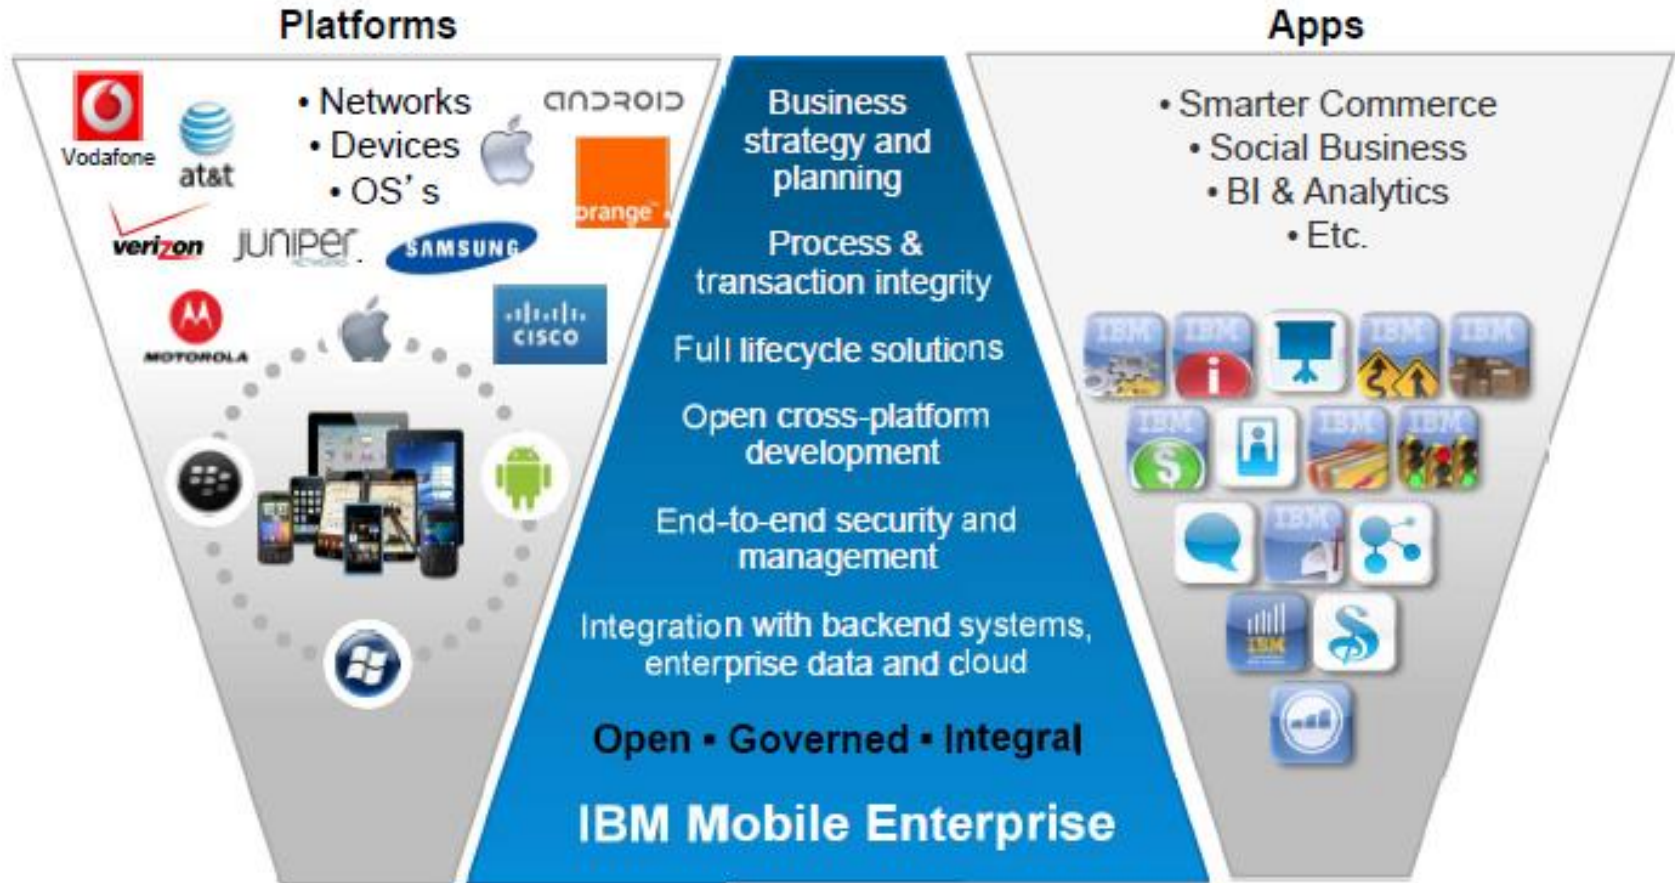 Platforms
Apps
Vodafone
at&t
• Networks
• Devices
• OS's
ANDROID
orange™
verizon
JUNIPER
NETWORKS
SAMSUNG
MOTOROLA
CISCO
Business
strategy and
planning
Process &
transaction integrity
Full lifecycle solutions
Open cross-platform
development
End-to-end security and
management
Integration with backend systems,
enterprise data and cloud
Open ▪ Governed ▪ Integral
IBM Mobile Enterprise
• Smarter Commerce
• Social Business
• BI & Analytics
• Etc.
IBM
IBM
i
IBM
IBM
IBM
$
IBM
IBM
IBM
IBM